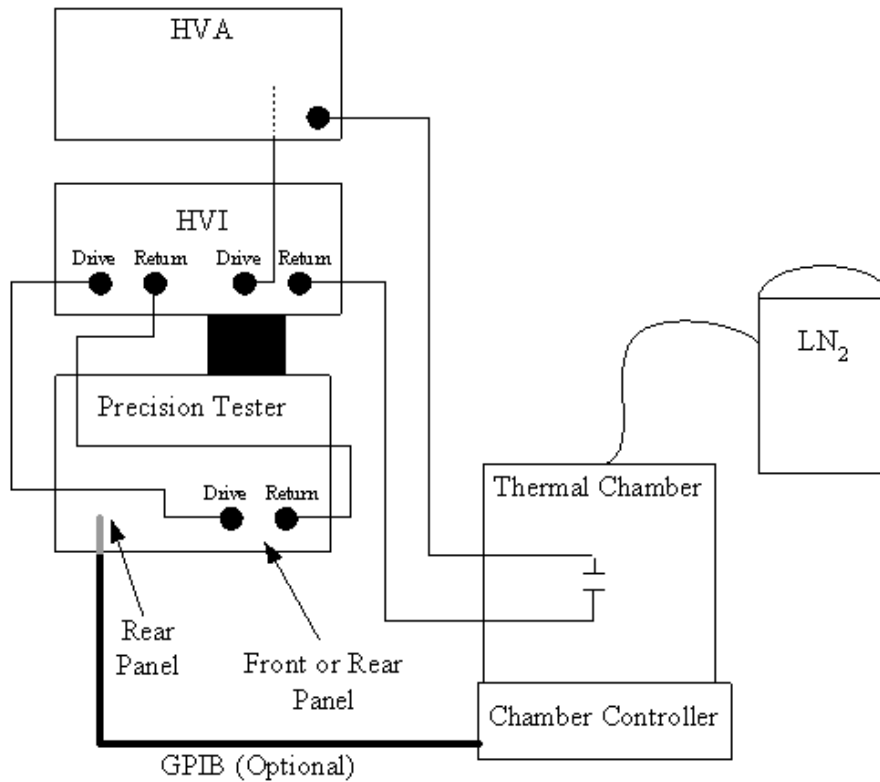 HVA
HVI
Drive Return Drive Return
LN2
Precision Tester
Thermal Chamber
Drive Return
Rear
Panel
Front or Rear
Panel
Chamber Controller
GPIB (Optional)